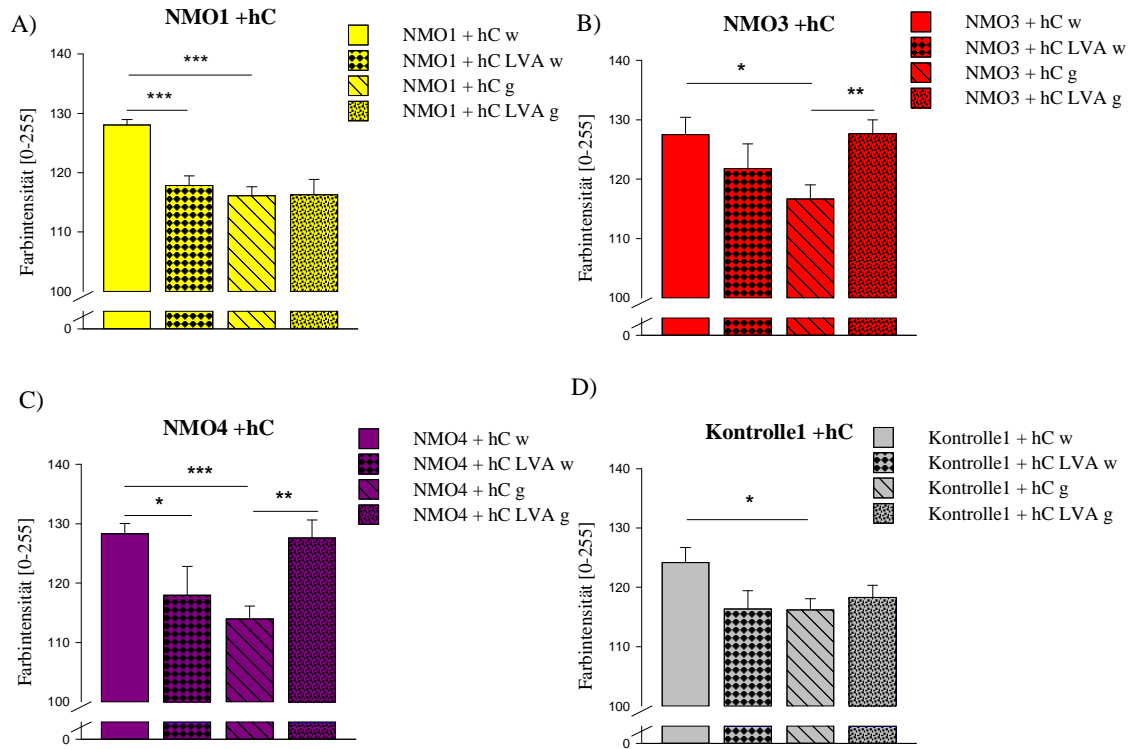 A)
NMO1 +hC
NMO1 + hC w
NMO1 + hC LVA w
NMO1 + hC g
NMO1 + hC LVA g
Farbintensität [0-255]
140
130
120
110
100
0
***
***
B)
NMO3 +hC
NMO3 + hC w
NMO3 + hC LVA w
NMO3 + hC g
NMO3 + hC LVA g
Farbintensität [0-255]
140
130
120
110
100
0
*
**
C)
NMO4 +hC
NMO4 + hC w
NMO4 + hC LVA w
NMO4 + hC g
NMO4 + hC LVA g
Farbintensität [0-255]
140
130
120
110
100
0
***
*
**
D)
Kontrolle1 +hC
Kontrolle1 + hC w
Kontrolle1 + hC LVA w
Kontrolle1 + hC g
Kontrolle1 + hC LVA g
Farbintensität [0-255]
140
130
120
110
100
0
*